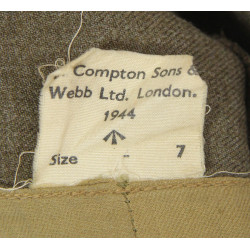 Compton Sons &
Webb Ltd. London.
1944
Size - 7